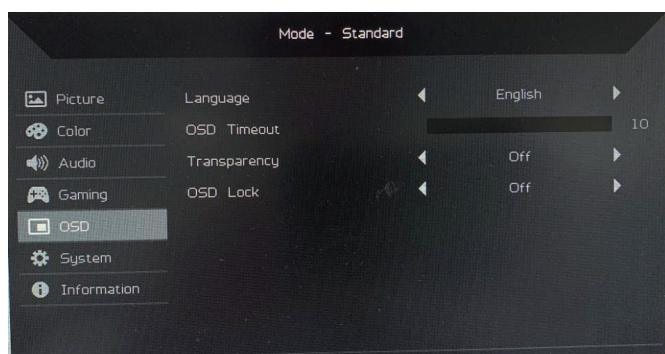 Mode - Standard
Picture
Language
English
Color
OSD Timeout
10
Audio
Transparency
Off
Gaming
OSD Lock
Off
OSD
System
Information